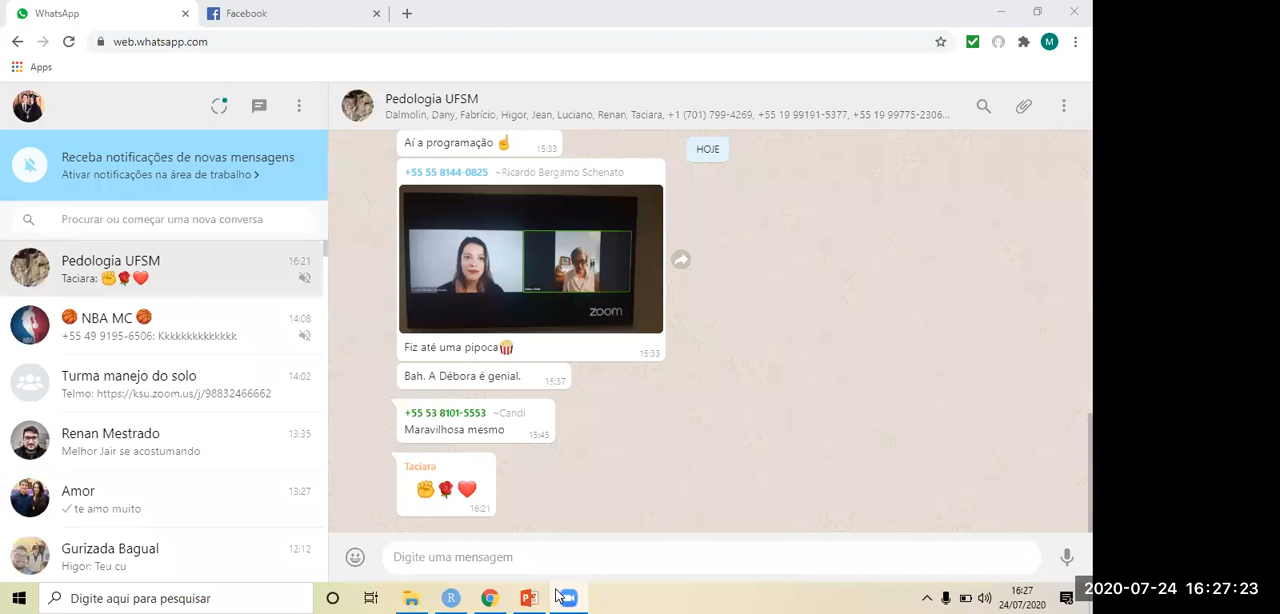 WhatsApp
Facebook
web.whatsapp.com
M
Apps
Pedologia UFSM
Dalmolin, Dany, Fabrício, Higor, Jean, Luciano, Renan, Taciara, +1 (701) 799-4269, +55 19 99191-5377, +55 19 99775-2306...
Receba notificações de novas mensagens
Ativar notificações na área de trabalho >
Procurar ou começar uma nova conversa
Pedologia UFSM 16:21
Taciara: ✊🌹❤️
🏀 NBA MC 🏀 14:08
+55 49 9195-6506: Kkkkkkkkkkkkk
Turma manejo do solo 14:02
Telmo: https://ksu.zoom.us/j/98832466662
Renan Mestrado 13:35
Melhor Jair se acostumando
Amor 13:27
✓ te amo muito
Gurizada Bagual 12:12
Higor: Teu cu
Aí a programação ☝️ 15:33
HOJE
+55 55 8144-0825 ~Ricardo Bergamo Schenato
zoom
Fiz até uma pipoca🍿 15:33
Bah. A Débora é genial. 15:37
+55 53 8101-5553 ~Candi
Maravilhosa mesmo 15:45
Taciara
✊🌹❤️
16:21
Digite uma mensagem
Digite aqui para pesquisar
R
16:27
24/07/2020
2020-07-24 16:27:23